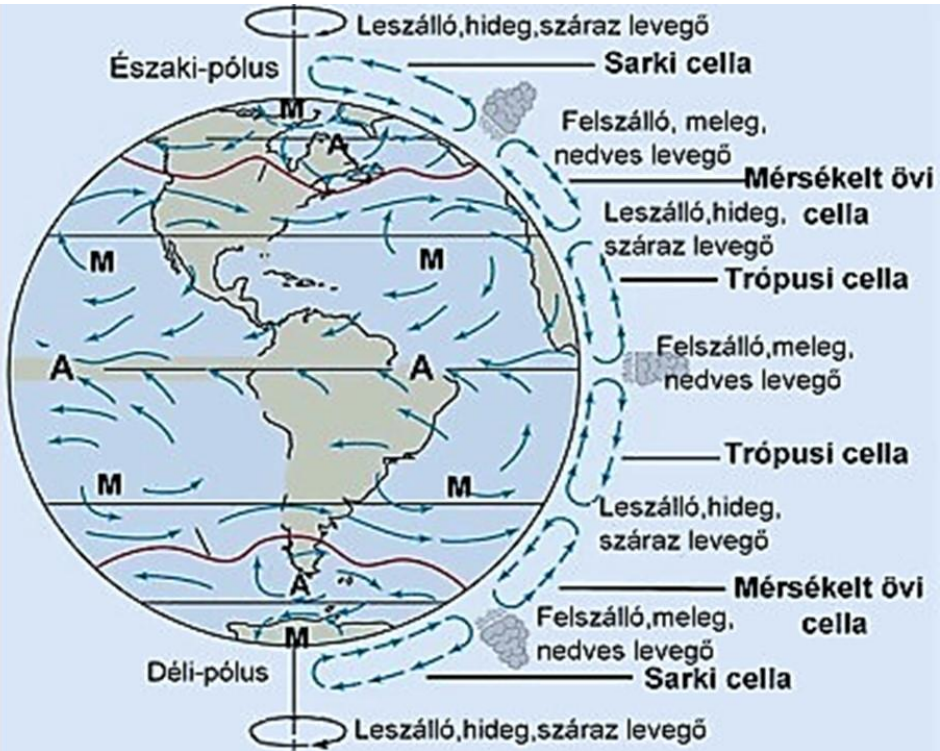 Leszálló,hideg,száraz levegő
Északi-pólus
Sarki cella
M
A
Felszálló, meleg,
nedves levegő
Mérsékelt övi
cella
Leszálló,hideg,
száraz levegő
M
M
Trópusi cella
A
A
Felszálló,meleg,
nedves levegő
Trópusi cella
M
M
Leszálló,hideg,
száraz levegő
A
Mérsékelt övi
cella
Felszálló,meleg,
nedves levegő
M
Déli-pólus
Sarki cella
Leszálló,hideg,száraz levegő